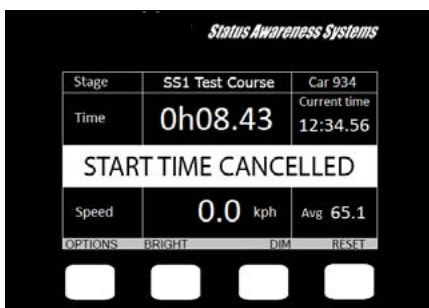 Status Awareness Systems
Stage SS1 Test Course Car 934
Time 0h08.43 Current time 12:34.56
START TIME CANCELLED
Speed 0.0 kph Avg 65.1
OPTIONS BRIGHT DIM RESET